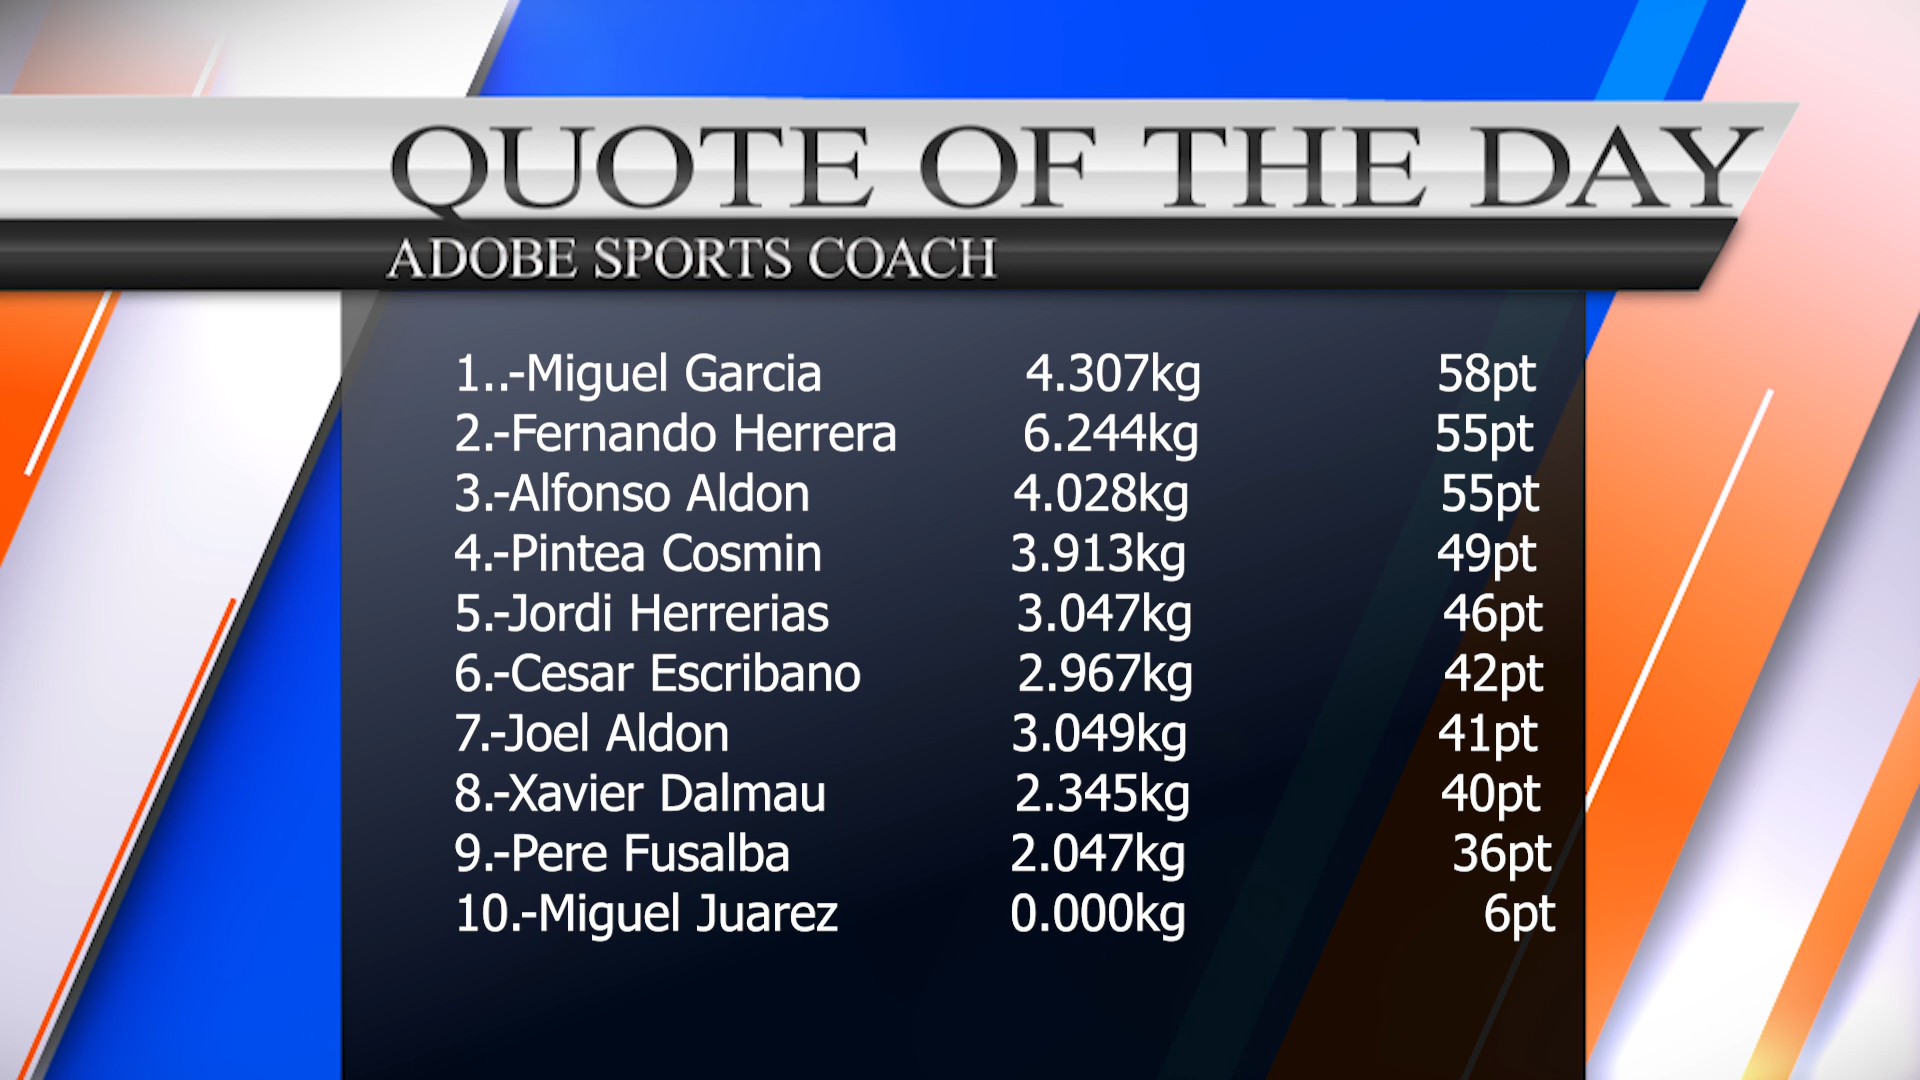 QUOTE OF THE DAY
ADOBE SPORTS COACH
1..-Miguel Garcia 4.307kg 58pt
2.-Fernando Herrera 6.244kg 55pt
3.-Alfonso Aldon 4.028kg 55pt
4.-Pintea Cosmin 3.913kg 49pt
5.-Jordi Herrerias 3.047kg 46pt
6.-Cesar Escribano 2.967kg 42pt
7.-Joel Aldon 3.049kg 41pt
8.-Xavier Dalmau 2.345kg 40pt
9.-Pere Fusalba 2.047kg 36pt
10.-Miguel Juarez 0.000kg 6pt